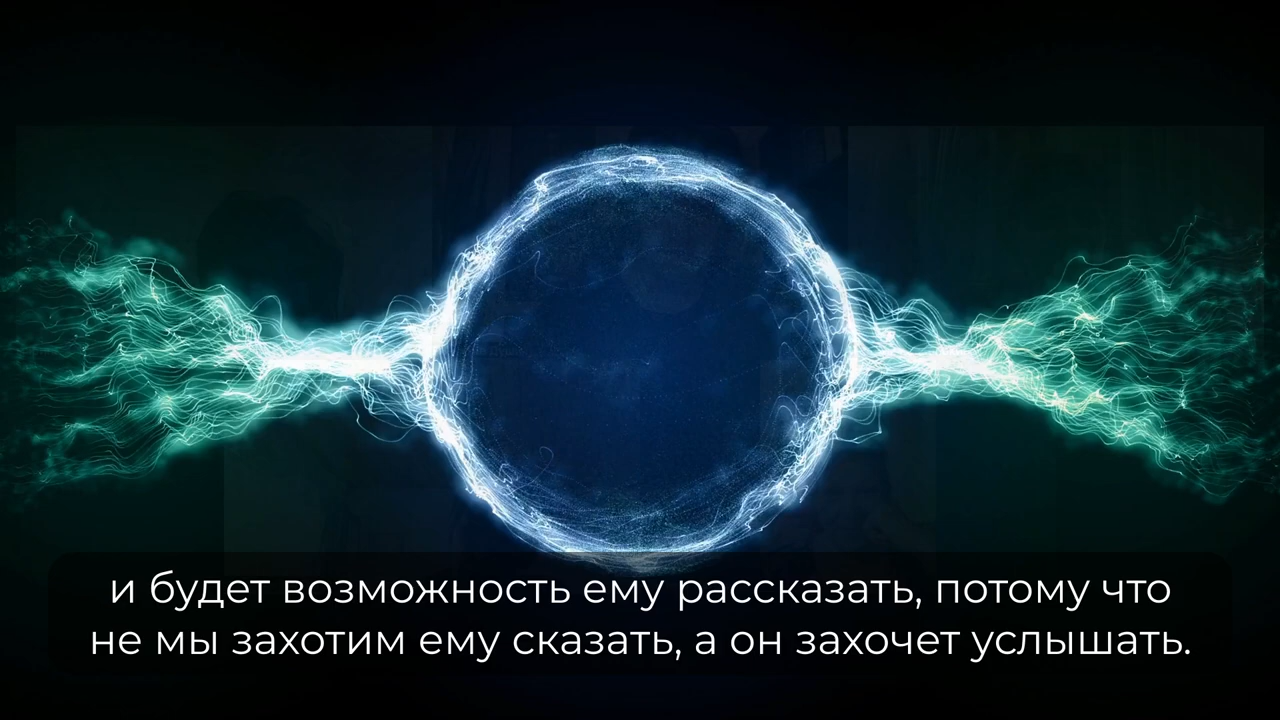 и будет возможность ему рассказать, потому что
не мы захотим ему сказать, а он захочет услышать.